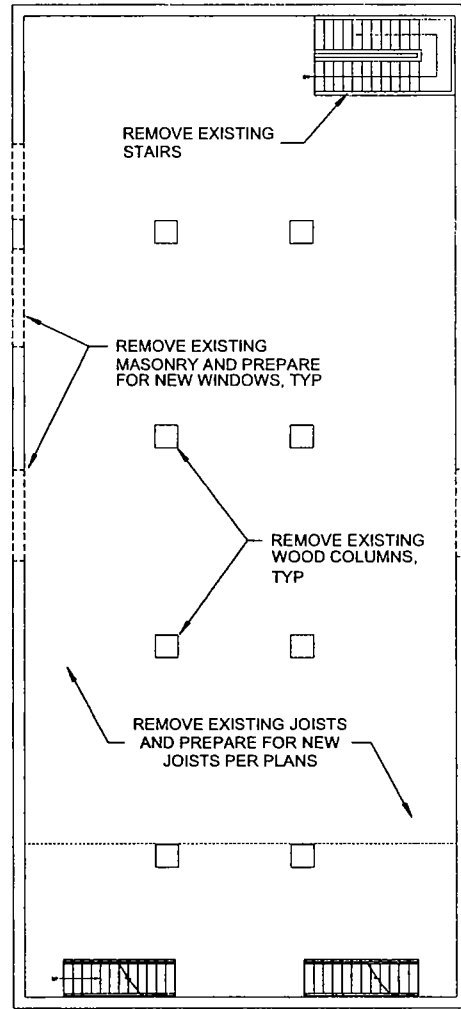 REMOVE EXISTING
STAIRS
REMOVE EXISTING
MASONRY AND PREPARE
FOR NEW WINDOWS, TYP
REMOVE EXISTING
WOOD COLUMNS,
TYP
REMOVE EXISTING JOISTS
AND PREPARE FOR NEW
JOISTS PER PLANS